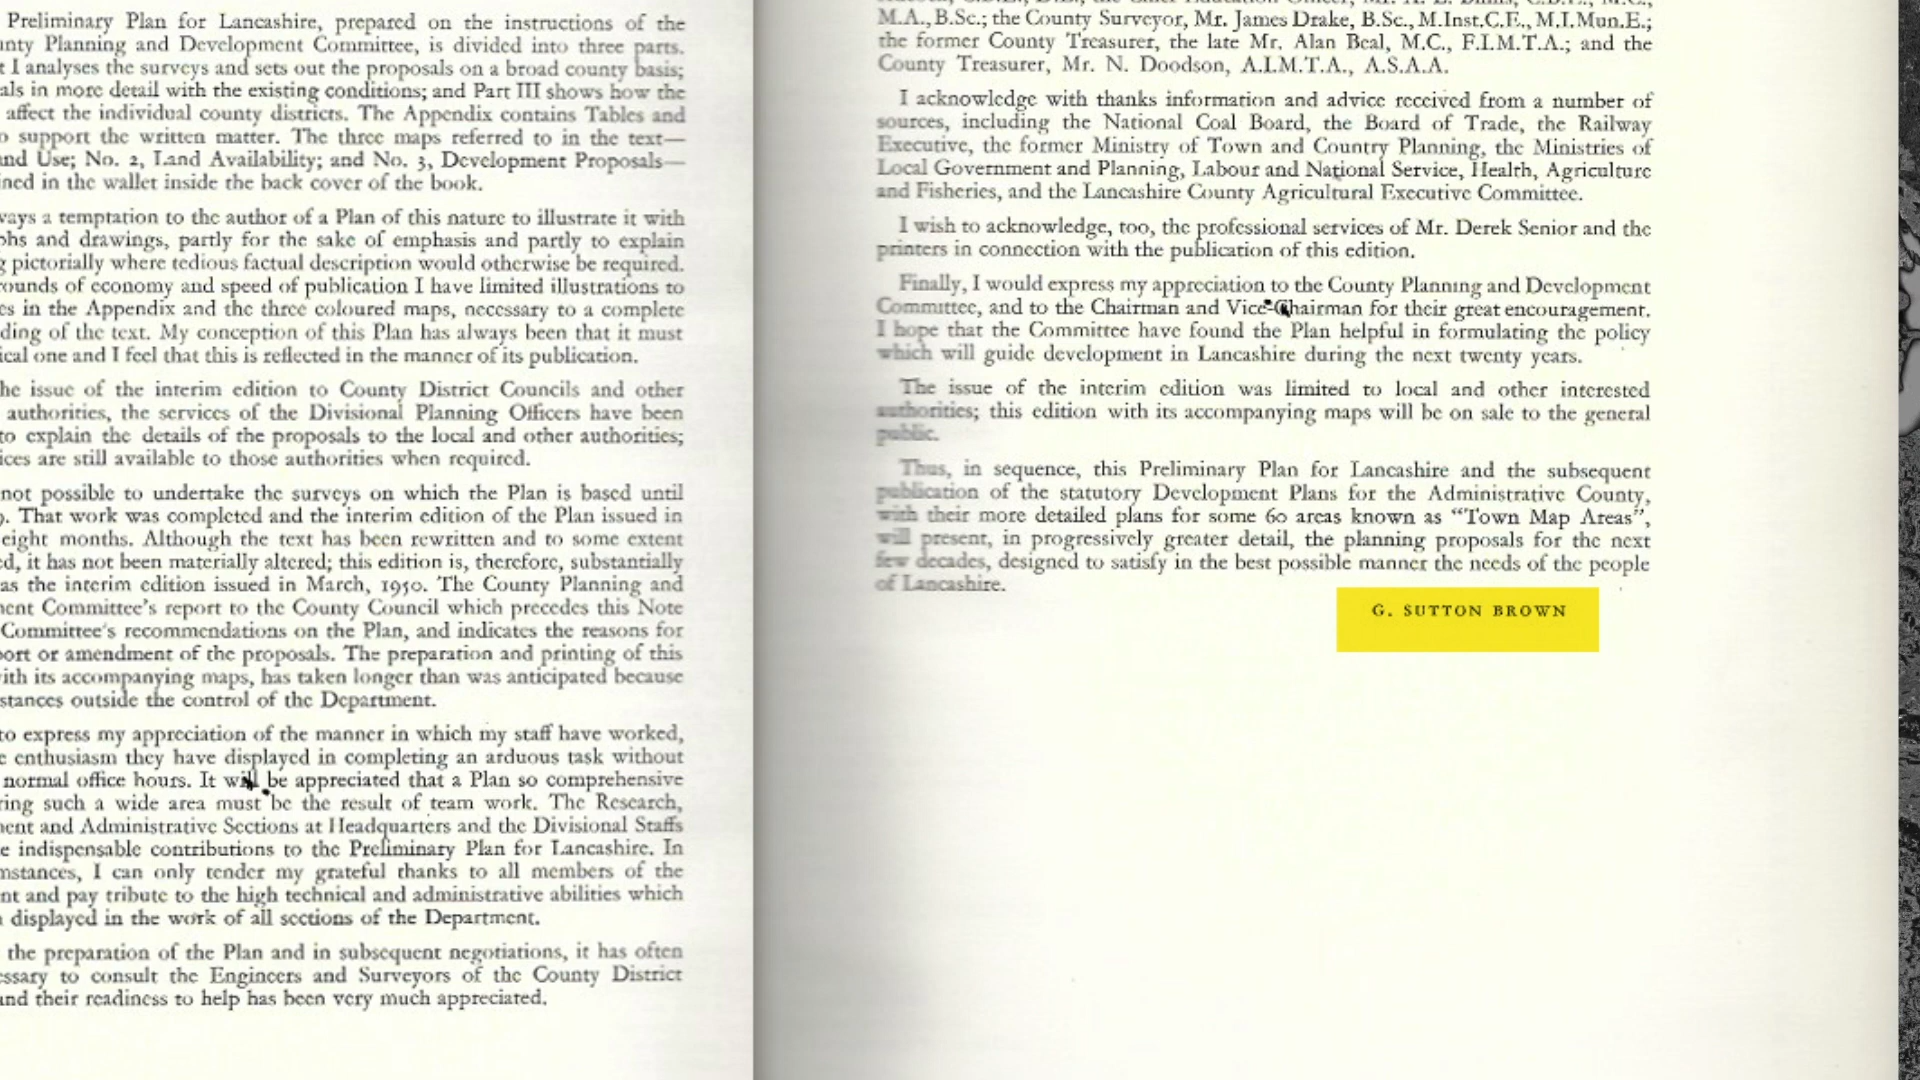 Preliminary Plan for Lancashire, prepared on the instructions of the
nty Planning and Development Committee, is divided into three parts.
t I analyses the surveys and sets out the proposals on a broad county basis;
als in more detail with the existing conditions; and Part III shows how the
affect the individual county districts. The Appendix contains Tables and
o support the written matter. The three maps referred to in the text—
nd Use; No. 2, Land Availability; and No. 3, Development Proposals—
ned in the wallet inside the back cover of the book.
ways a temptation to the author of a Plan of this nature to illustrate it with
phs and drawings, partly for the sake of emphasis and partly to explain
g pictorially where tedious factual description would otherwise be required.
ounds of economy and speed of publication I have limited illustrations to
es in the Appendix and the three coloured maps, necessary to a complete
ding of the text. My conception of this Plan has always been that it must
ical one and I feel that this is reflected in the manner of its publication.
he issue of the interim edition to County District Councils and other
authorities, the services of the Divisional Planning Officers have been
to explain the details of the proposals to the local and other authorities;
ices are still available to those authorities when required.
not possible to undertake the surveys on which the Plan is based until
. That work was completed and the interim edition of the Plan issued in
eight months. Although the text has been rewritten and to some extent
ed, it has not been materially altered; this edition is, therefore, substantially
as the interim edition issued in March, 1950. The County Planning and
ment Committee's report to the County Council which precedes this Note
Committee's recommendations on the Plan, and indicates the reasons for
port or amendment of the proposals. The preparation and printing of this
ith its accompanying maps, has taken longer than was anticipated because
stances outside the control of the Department.
to express my appreciation of the manner in which my staff have worked,
e enthusiasm they have displayed in completing an arduous task without
normal office hours. It will be appreciated that a Plan so comprehensive
ring such a wide area must be the result of team work. The Research,
ment and Administrative Sections at Headquarters and the Divisional Staffs
e indispensable contributions to the Preliminary Plan for Lancashire. In
mstances, I can only tender my grateful thanks to all members of the
nt and pay tribute to the high technical and administrative abilities which
displayed in the work of all sections of the Department.
the preparation of the Plan and in subsequent negotiations, it has often
essary to consult the Engineers and Surveyors of the County District
and their readiness to help has been very much appreciated.
M.A., B.Sc.; the County Surveyor, Mr. James Drake, B.Sc., M.Inst.C.E., M.I.Mun.E.;
the former County Treasurer, the late Mr. Alan Beal, M.C., F.I.M.T.A.; and the
County Treasurer, Mr. N. Doodson, A.I.M.T.A., A.S.A.A.
I acknowledge with thanks information and advice received from a number of
sources, including the National Coal Board, the Board of Trade, the Railway
Executive, the former Ministry of Town and Country Planning, the Ministries of
Local Government and Planning, Labour and National Service, Health, Agriculture
and Fisheries, and the Lancashire County Agricultural Executive Committee.
I wish to acknowledge, too, the professional services of Mr. Derek Senior and the
printers in connection with the publication of this edition.
Finally, I would express my appreciation to the County Planning and Development
Committee, and to the Chairman and Vice-Chairman for their great encouragement.
I hope that the Committee have found the Plan helpful in formulating the policy
which will guide development in Lancashire during the next twenty years.
The issue of the interim edition was limited to local and other interested
authorities; this edition with its accompanying maps will be on sale to the general
public.
Thus, in sequence, this Preliminary Plan for Lancashire and the subsequent
publication of the statutory Development Plans for the Administrative County,
with their more detailed plans for some 60 areas known as "Town Map Areas",
will present, in progressively greater detail, the planning proposals for the next
few decades, designed to satisfy in the best possible manner the needs of the people
of Lancashire.
G. SUTTON BROWN